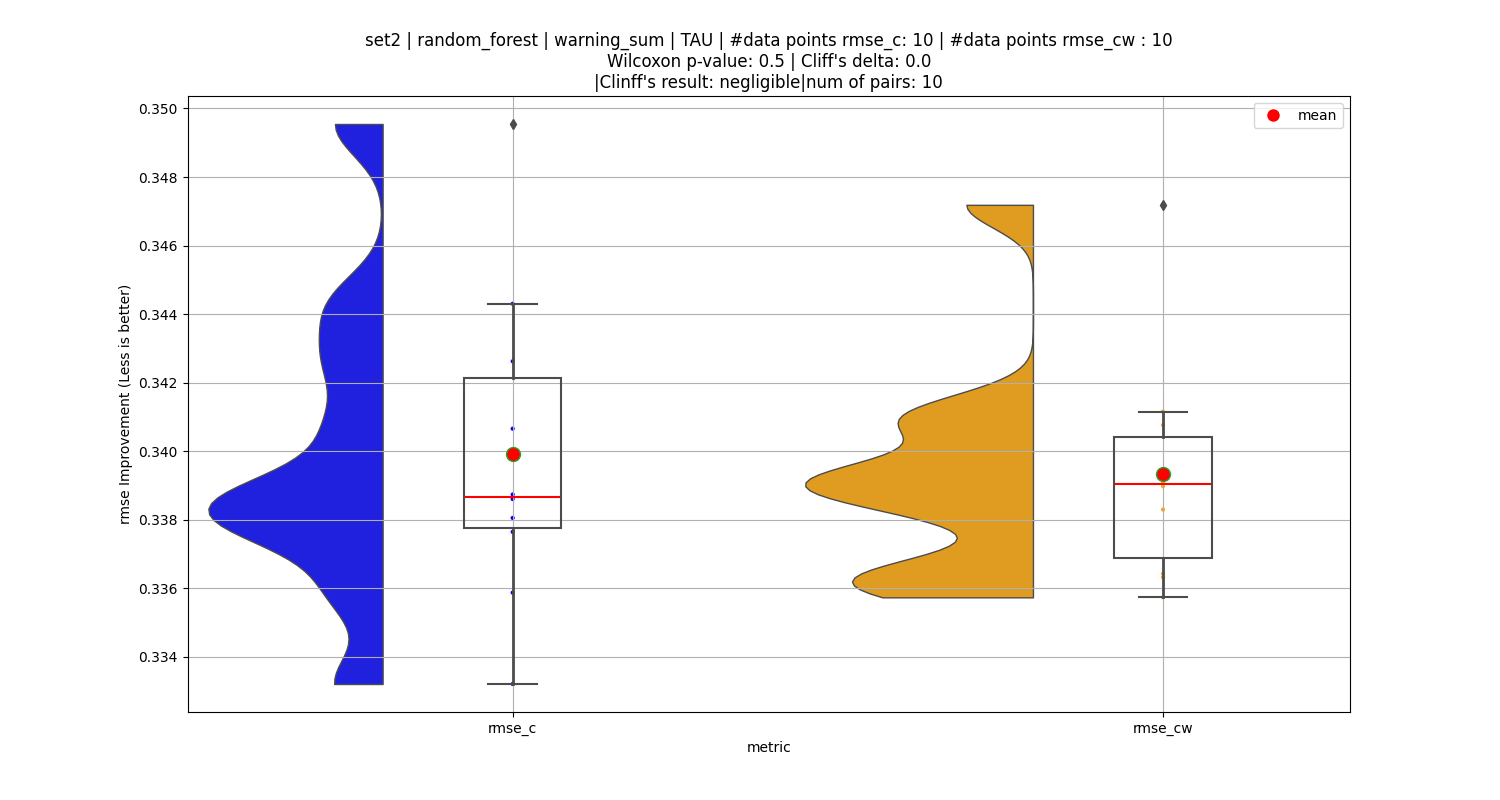 set2 | random_forest | warning_sum | TAU | #data points rmse_c: 10 | #data points rmse_cw : 10
Wilcoxon p-value: 0.5 | Cliff's delta: 0.0
|Clinff's result: negligible|num of pairs: 10
mean
0.350
0.348
0.346
0.344
0.342
0.340
0.338
0.336
0.334
rmse Improvement (Less is better)
rmse_c
rmse_cw
metric